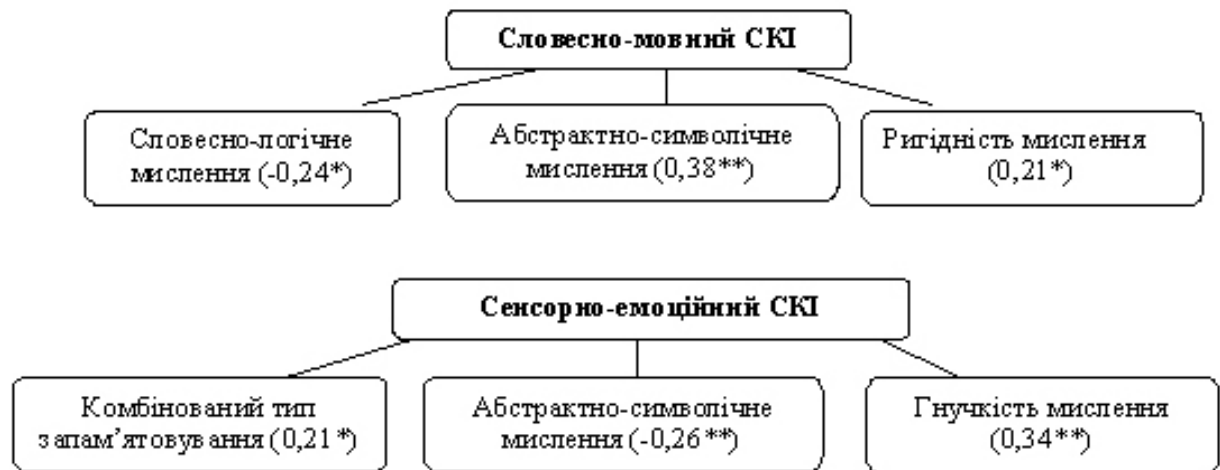 Словесно-мовний СКІ
Словесно-логічне
мислення (-0,24*)
Абстрактно-символічне
мислення (0,38**)
Ригідність мислення
(0,21*)
Сенсорно-емоційний СКІ
Комбінований тип
запам’ятовування (0,21*)
Абстрактно-символічне
мислення (-0,26**)
Гнучкість мислення
(0,34**)